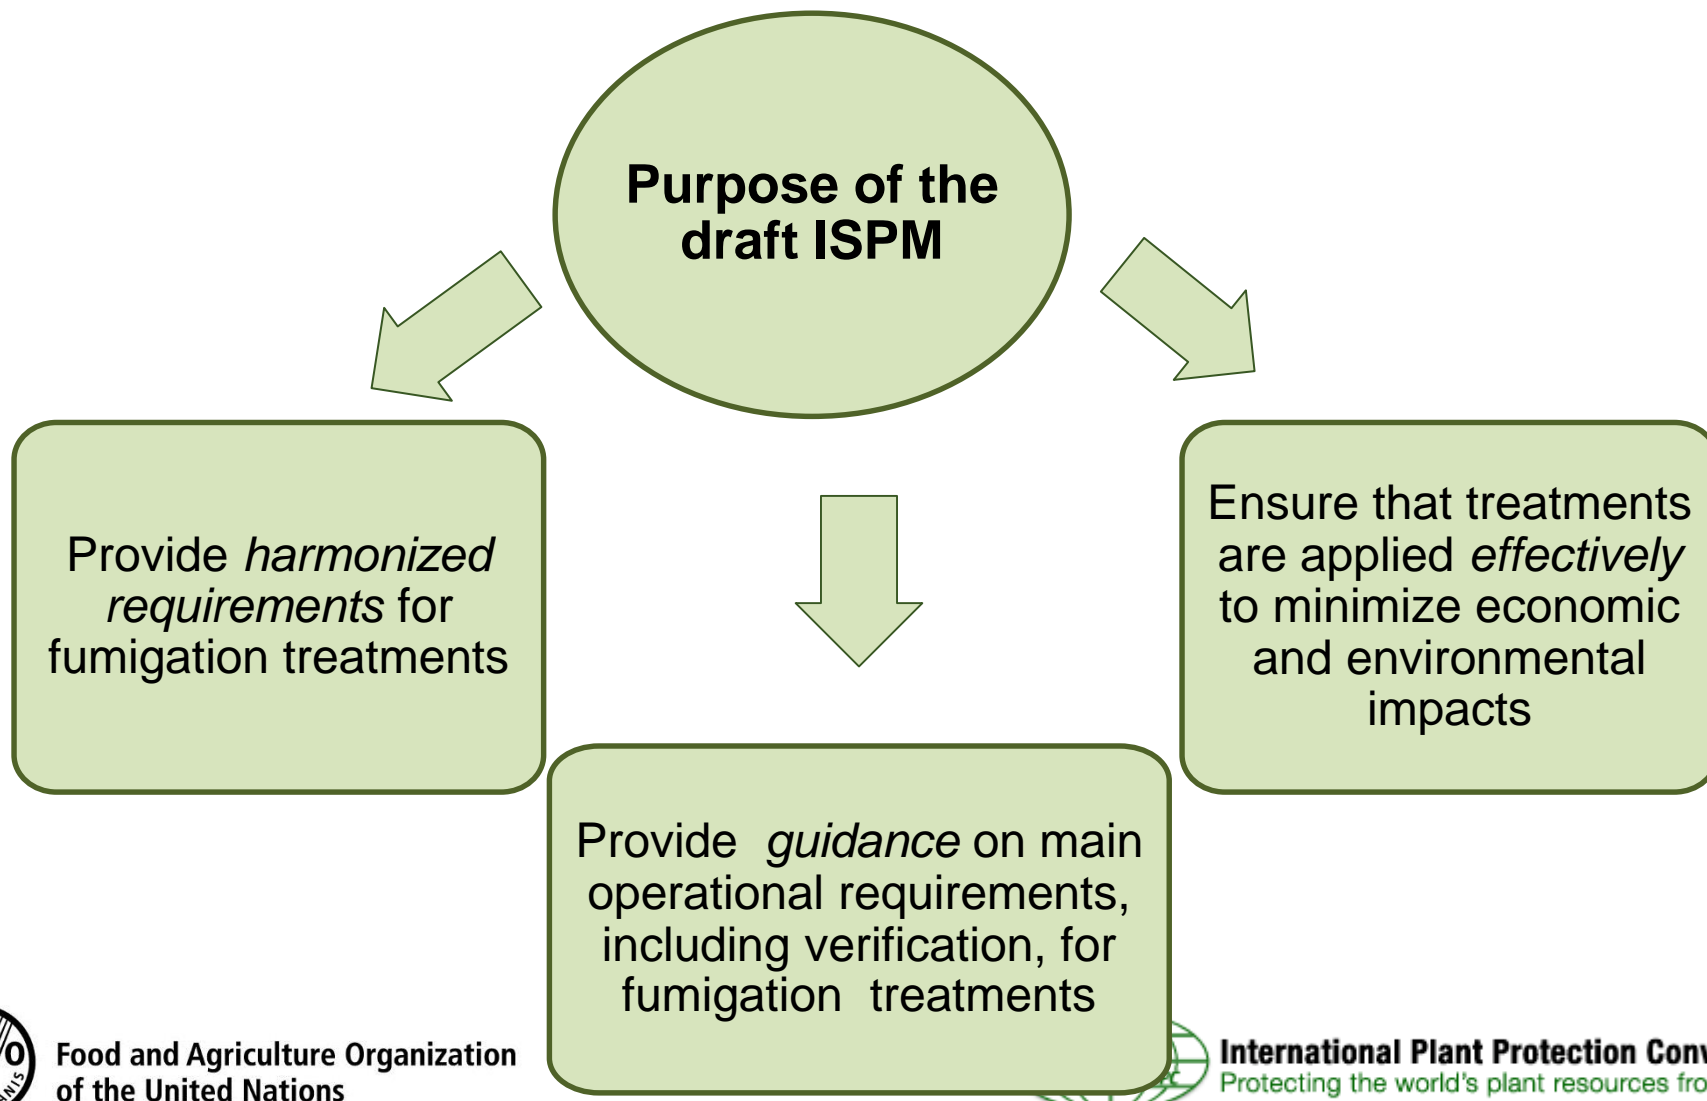 Purpose of the
draft ISPM
Provide harmonized
requirements for
fumigation treatments
Ensure that treatments
are applied effectively
to minimize economic
and environmental
impacts
Provide guidance on main
operational requirements,
including verification, for
fumigation treatments
Food and Agriculture Organization
of the United Nations
International Plant Protection
Protecting the world's plant resources